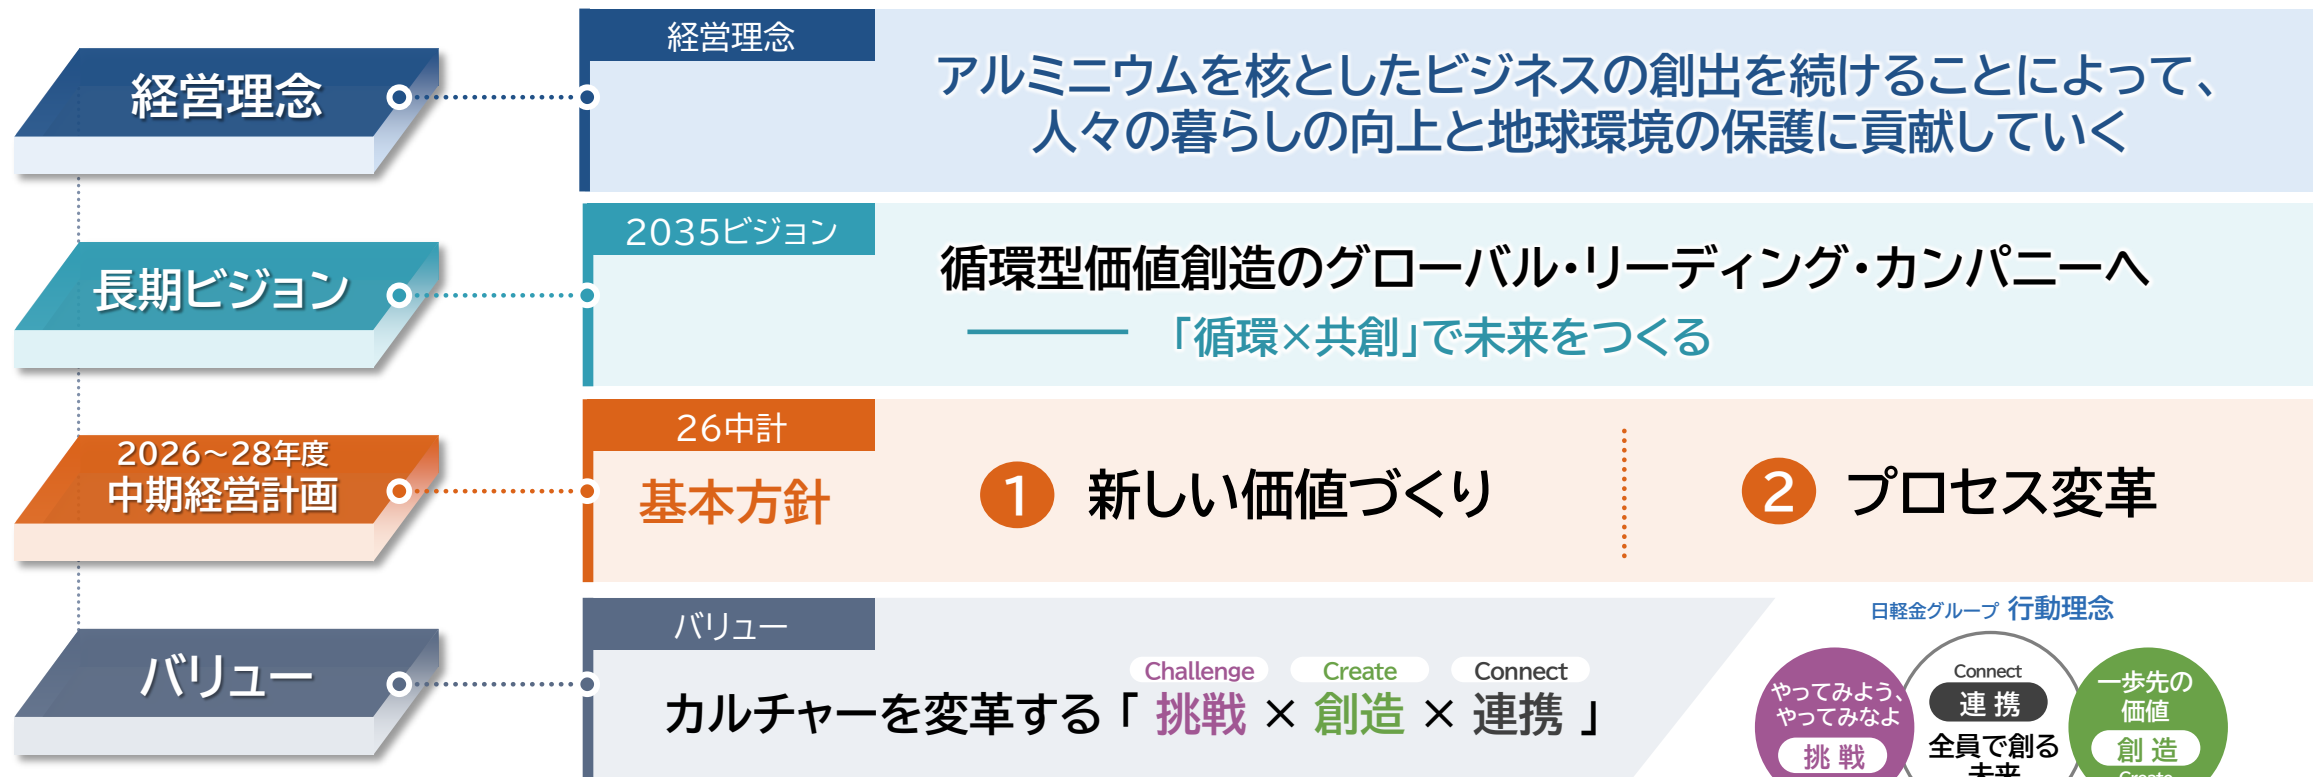 経営理念
経営理念
アルミニウムを核としたビジネスの創出を続けることによって、
人々の暮らしの向上と地球環境の保護に貢献していく
長期ビジョン
2035ビジョン
循環型価値創造のグローバル・リーディング・カンパニーへ
「循環×共創」で未来をつくる
2026～28年度
中期経営計画
26中計
基本方針
1 新しい価値づくり
2 プロセス変革
バリュー
バリュー
Challenge Create Connect
カルチャーを変革する「 挑戦 × 創造 × 連携 」
日軽金グループ 行動理念
やってみよう、
やってみなよ
挑 戦
Connect
連 携
全員で創る
未来
一歩先の
価値
創 造
Create